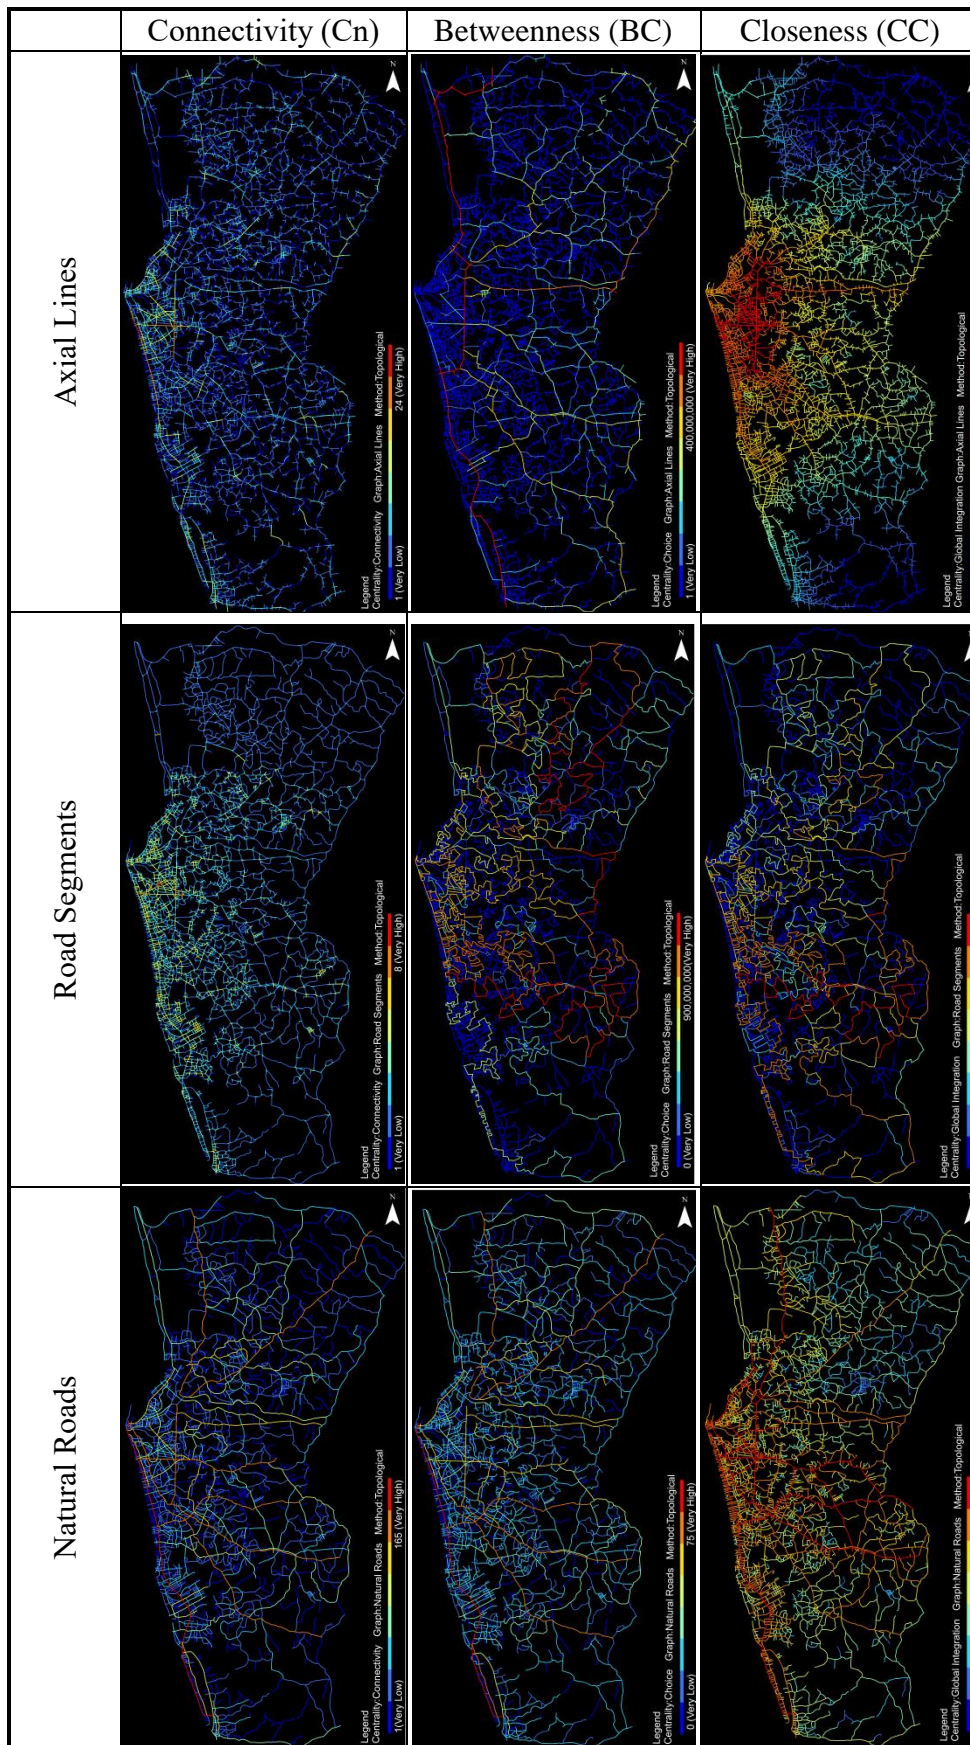 Connectivity (Cn) Betweenness (BC) Closeness (CC)
Axial Lines
N
Legend
Centrality:Connectivity Graph:Axial Lines Method:Topological
1 (Very Low) 24 (Very High)
N
Legend
Centrality:Choice Graph:Axial Lines Method:Topological
1 (Very Low) 400,000,000 (Very High)
Legend
Centrality:Global Integration Graph:Axial Lines Method:Topological
Road Segments
N
Legend
Centrality:Connectivity Graph:Road Segments Method:Topological
1 (Very Low) 8 (Very High)
N
Legend
Centrality:Choice Graph:Road Segments Method:Topological
0 (Very Low) 900,000,000(Very High)
Legend
Centrality:Global Integration Graph:Road Segments Method:Topological
Natural Roads
N
Legend
Centrality:Connectivity Graph:Natural Roads Method:Topological
1(Very Low) 165 (Very High)
N
Legend
Centrality:Choice Graph:Natural Roads Method:Topological
0 (Very Low) 75 (Very High)
Legend
Centrality:Global Integration Graph:Natural Roads Method:Topological